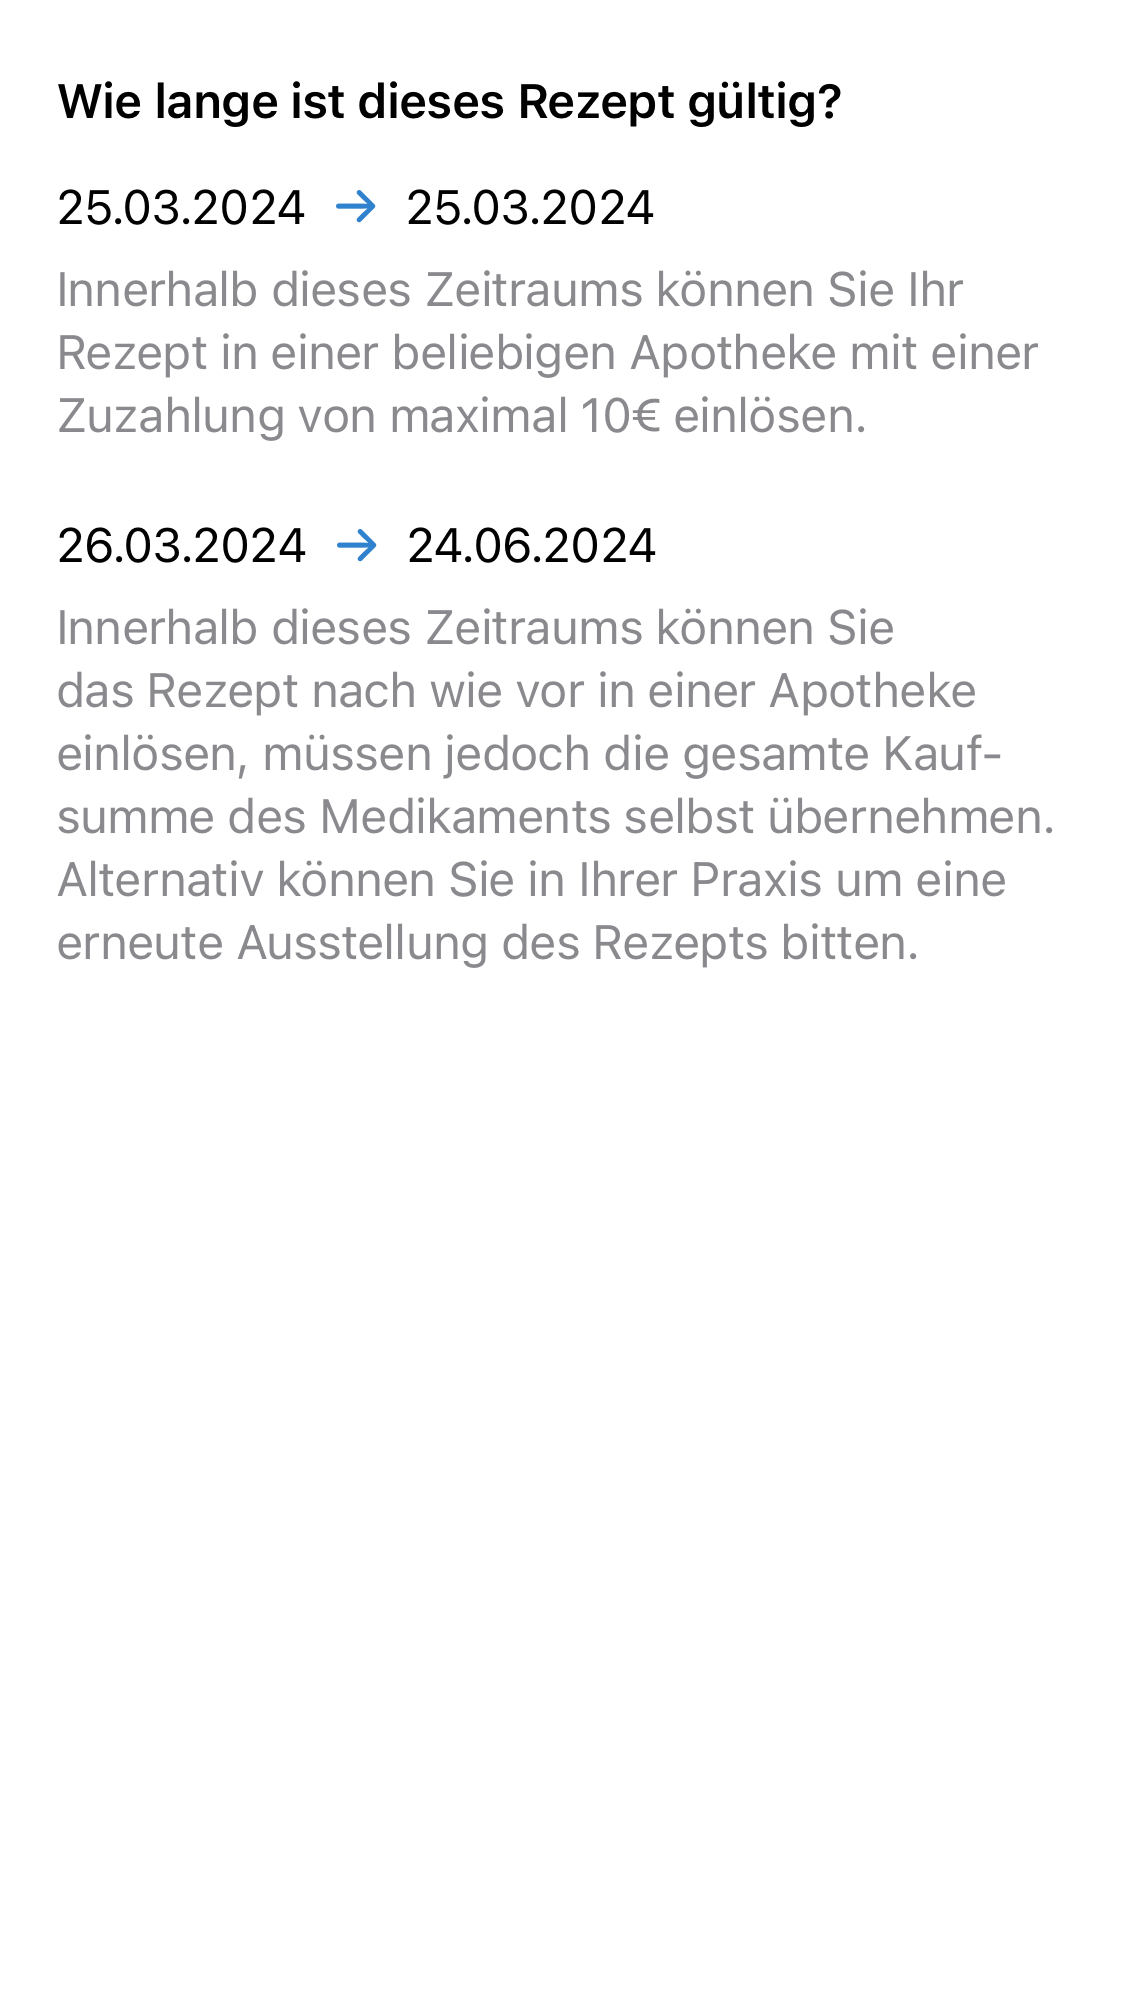 Wie lange ist dieses Rezept gültig?
25.03.2024 → 25.03.2024
Innerhalb dieses Zeitraums können Sie Ihr
Rezept in einer beliebigen Apotheke mit einer
Zuzahlung von maximal 10€ einlösen.
26.03.2024 → 24.06.2024
Innerhalb dieses Zeitraums können Sie
das Rezept nach wie vor in einer Apotheke
einlösen, müssen jedoch die gesamte Kauf-
summe des Medikaments selbst übernehmen.
Alternativ können Sie in Ihrer Praxis um eine
erneute Ausstellung des Rezepts bitten.